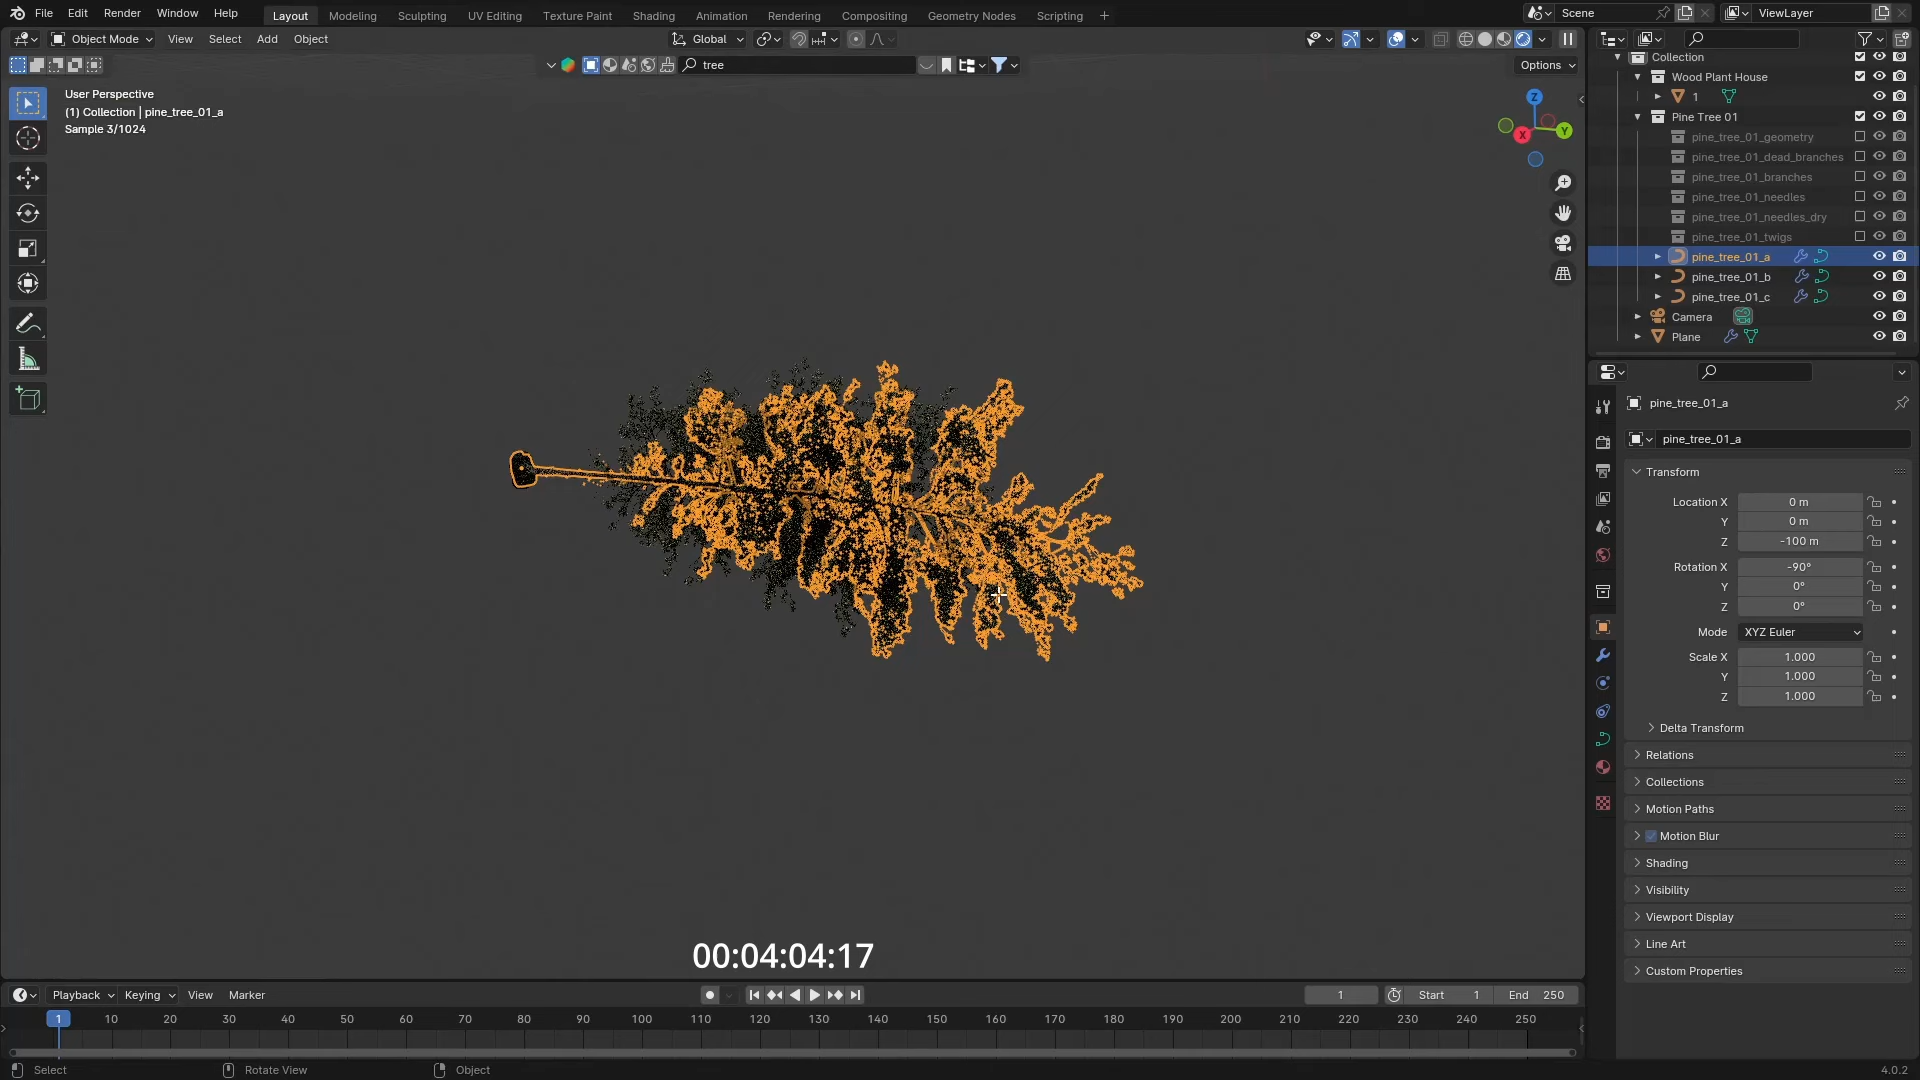 File Edit Render Window Help
Layout Modeling Sculpting UV Editing Texture Paint Shading Animation Rendering Compositing Geometry Nodes Scripting +
Scene
ViewLayer
Object Mode View Select Add Object
Global
tree
Options
User Perspective
(1) Collection | pine_tree_01_a
Sample 3/1024
Z
X
Y
Collection
Wood Plant House
1
Pine Tree 01
pine_tree_01_geometry
pine_tree_01_dead_branches
pine_tree_01_branches
pine_tree_01_needles
pine_tree_01_needles_dry
pine_tree_01_twigs
pine_tree_01_a
pine_tree_01_b
pine_tree_01_c
Camera
Plane
pine_tree_01_a
pine_tree_01_a
Transform
Location X 0 m
Y 0 m
Z -100 m
Rotation X -90°
Y 0°
Z 0°
Mode XYZ Euler
Scale X 1.000
Y 1.000
Z 1.000
Delta Transform
Relations
Collections
Motion Paths
Motion Blur
Shading
Visibility
Viewport Display
Line Art
Custom Properties
00:04:04:17
Playback Keying View Marker
1 Start 1 End 250
1 10 20 30 40 50 60 70 80 90 100 110 120 130 140 150 160 170 180 190 200 210 220 230 240 250
Select Rotate View Object
4.0.2